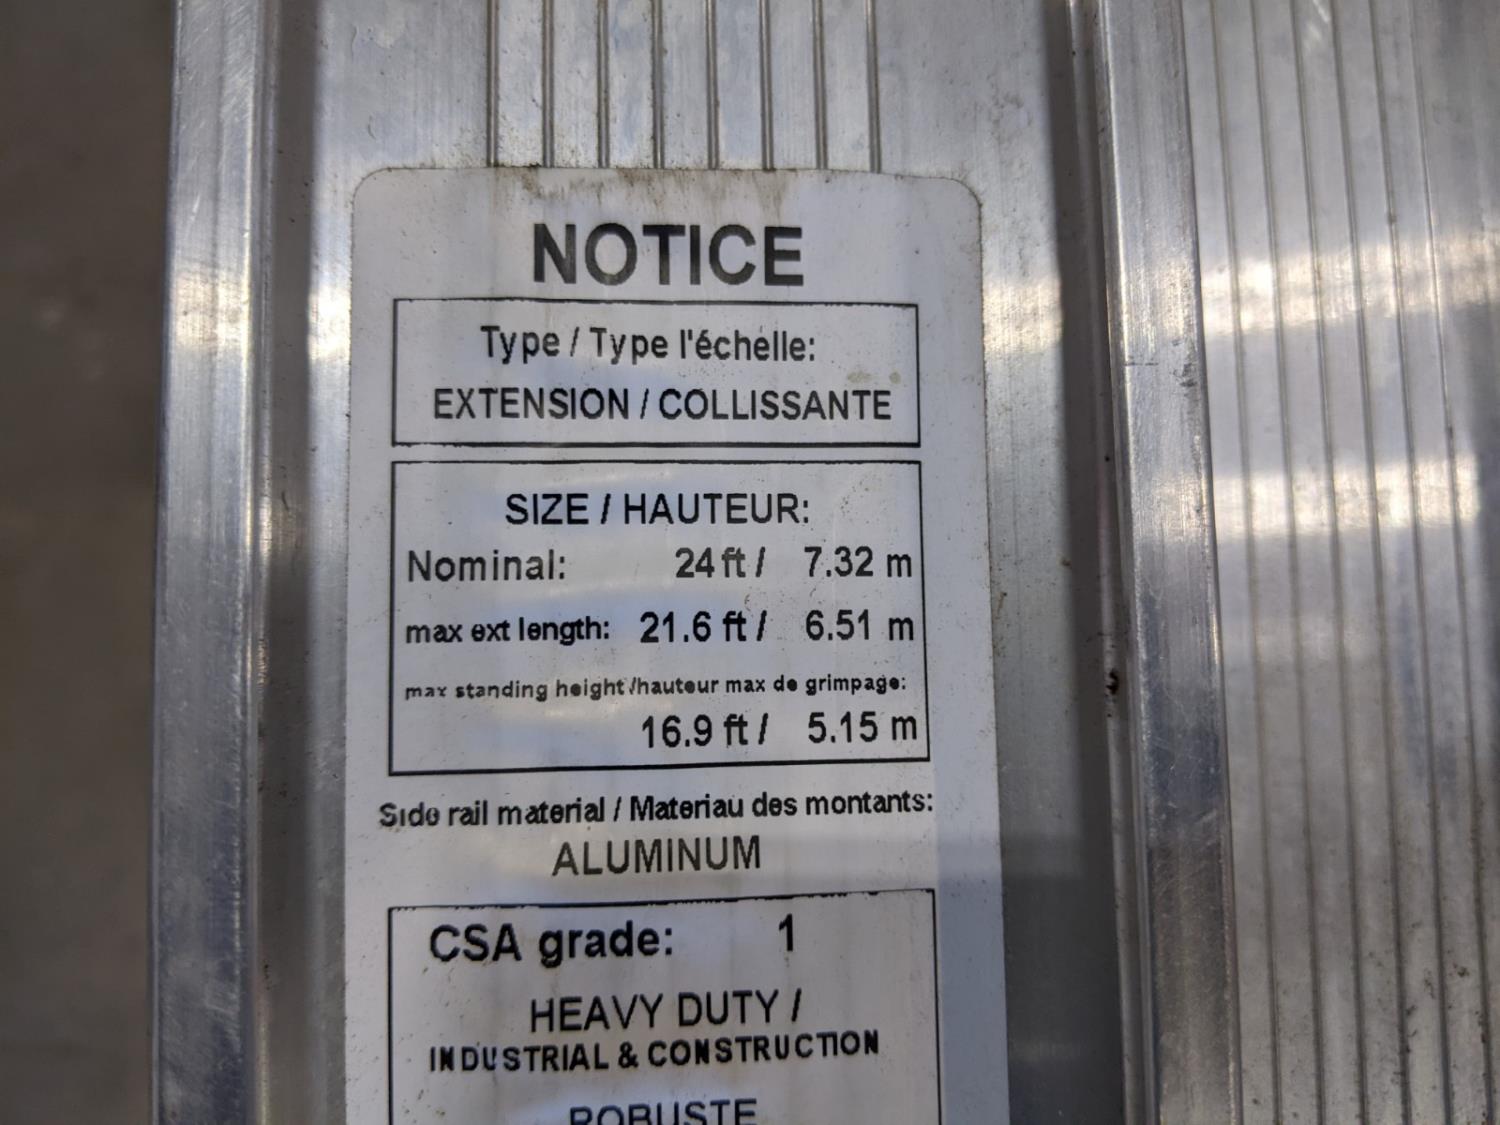 NOTICE
Type / Type l'échelle:
EXTENSION / COLLISSANTE
SIZE / HAUTEUR:
Nominal: 24 ft / 7.32 m
max ext length: 21.6 ft / 6.51 m
max standing height /hauteur max de grimpage:
16.9 ft / 5.15 m
Side rail material / Materiau des montants:
ALUMINUM
CSA grade: 1
HEAVY DUTY /
INDUSTRIAL & CONSTRUCTION
ROBUSTE